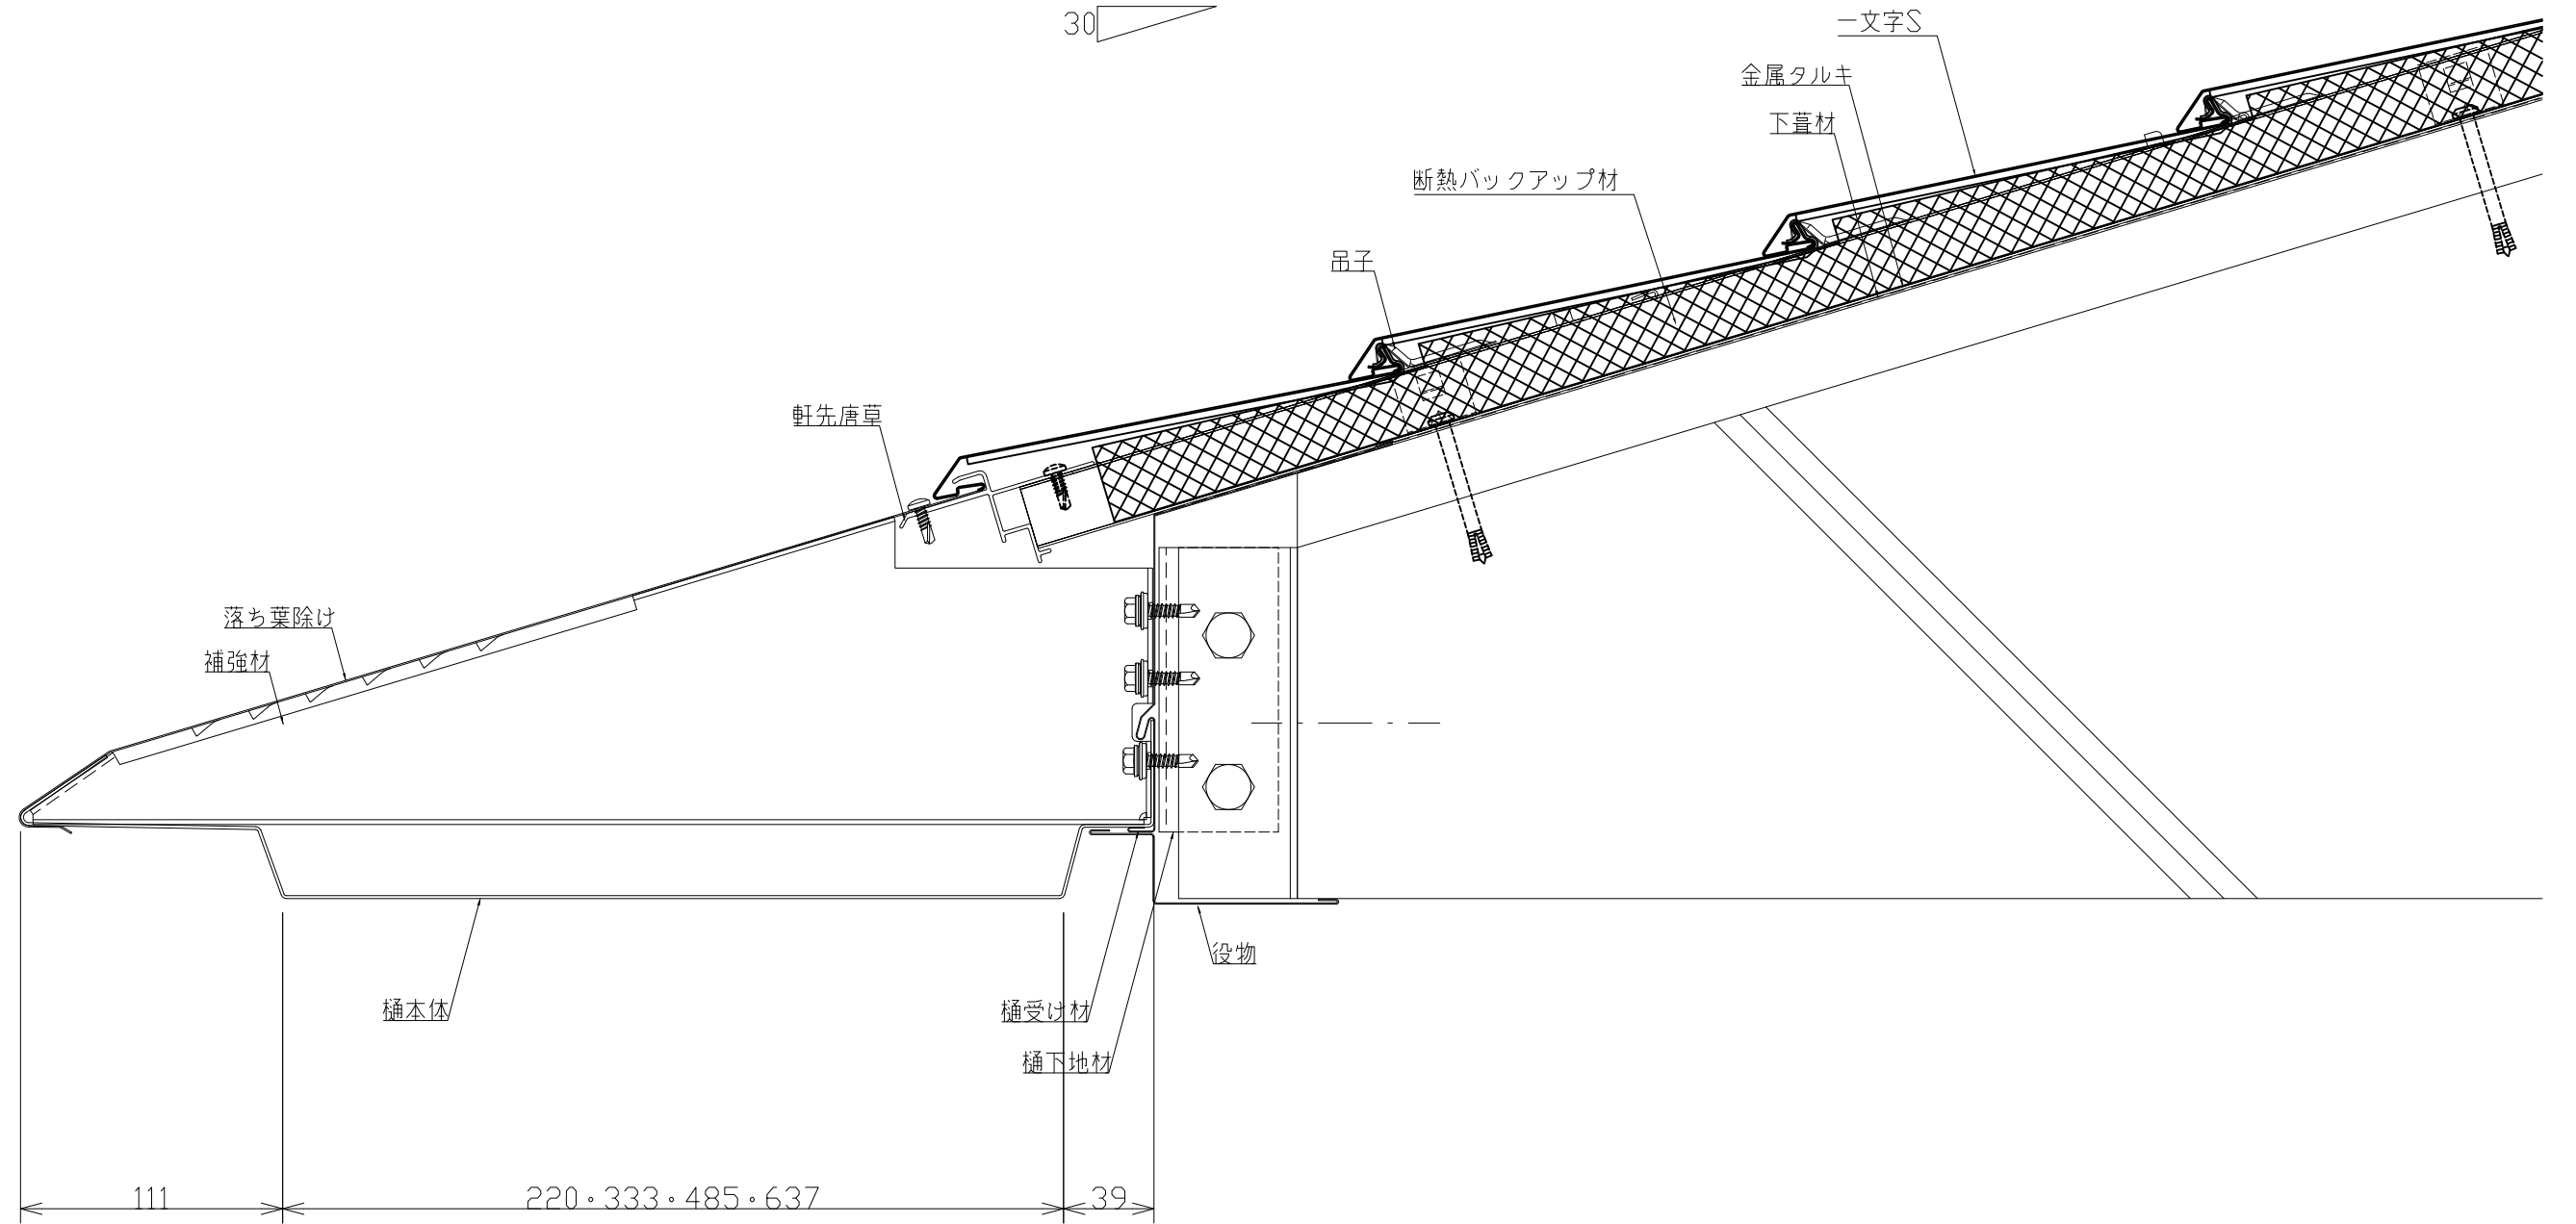 30
一文字S
金属タルキ
下葺材
断熱バックアップ材
吊子
軒先唐草
落ち葉除け
補強材
役物
樋本体
樋受け材
樋下地材
111
220・333・485・637
39